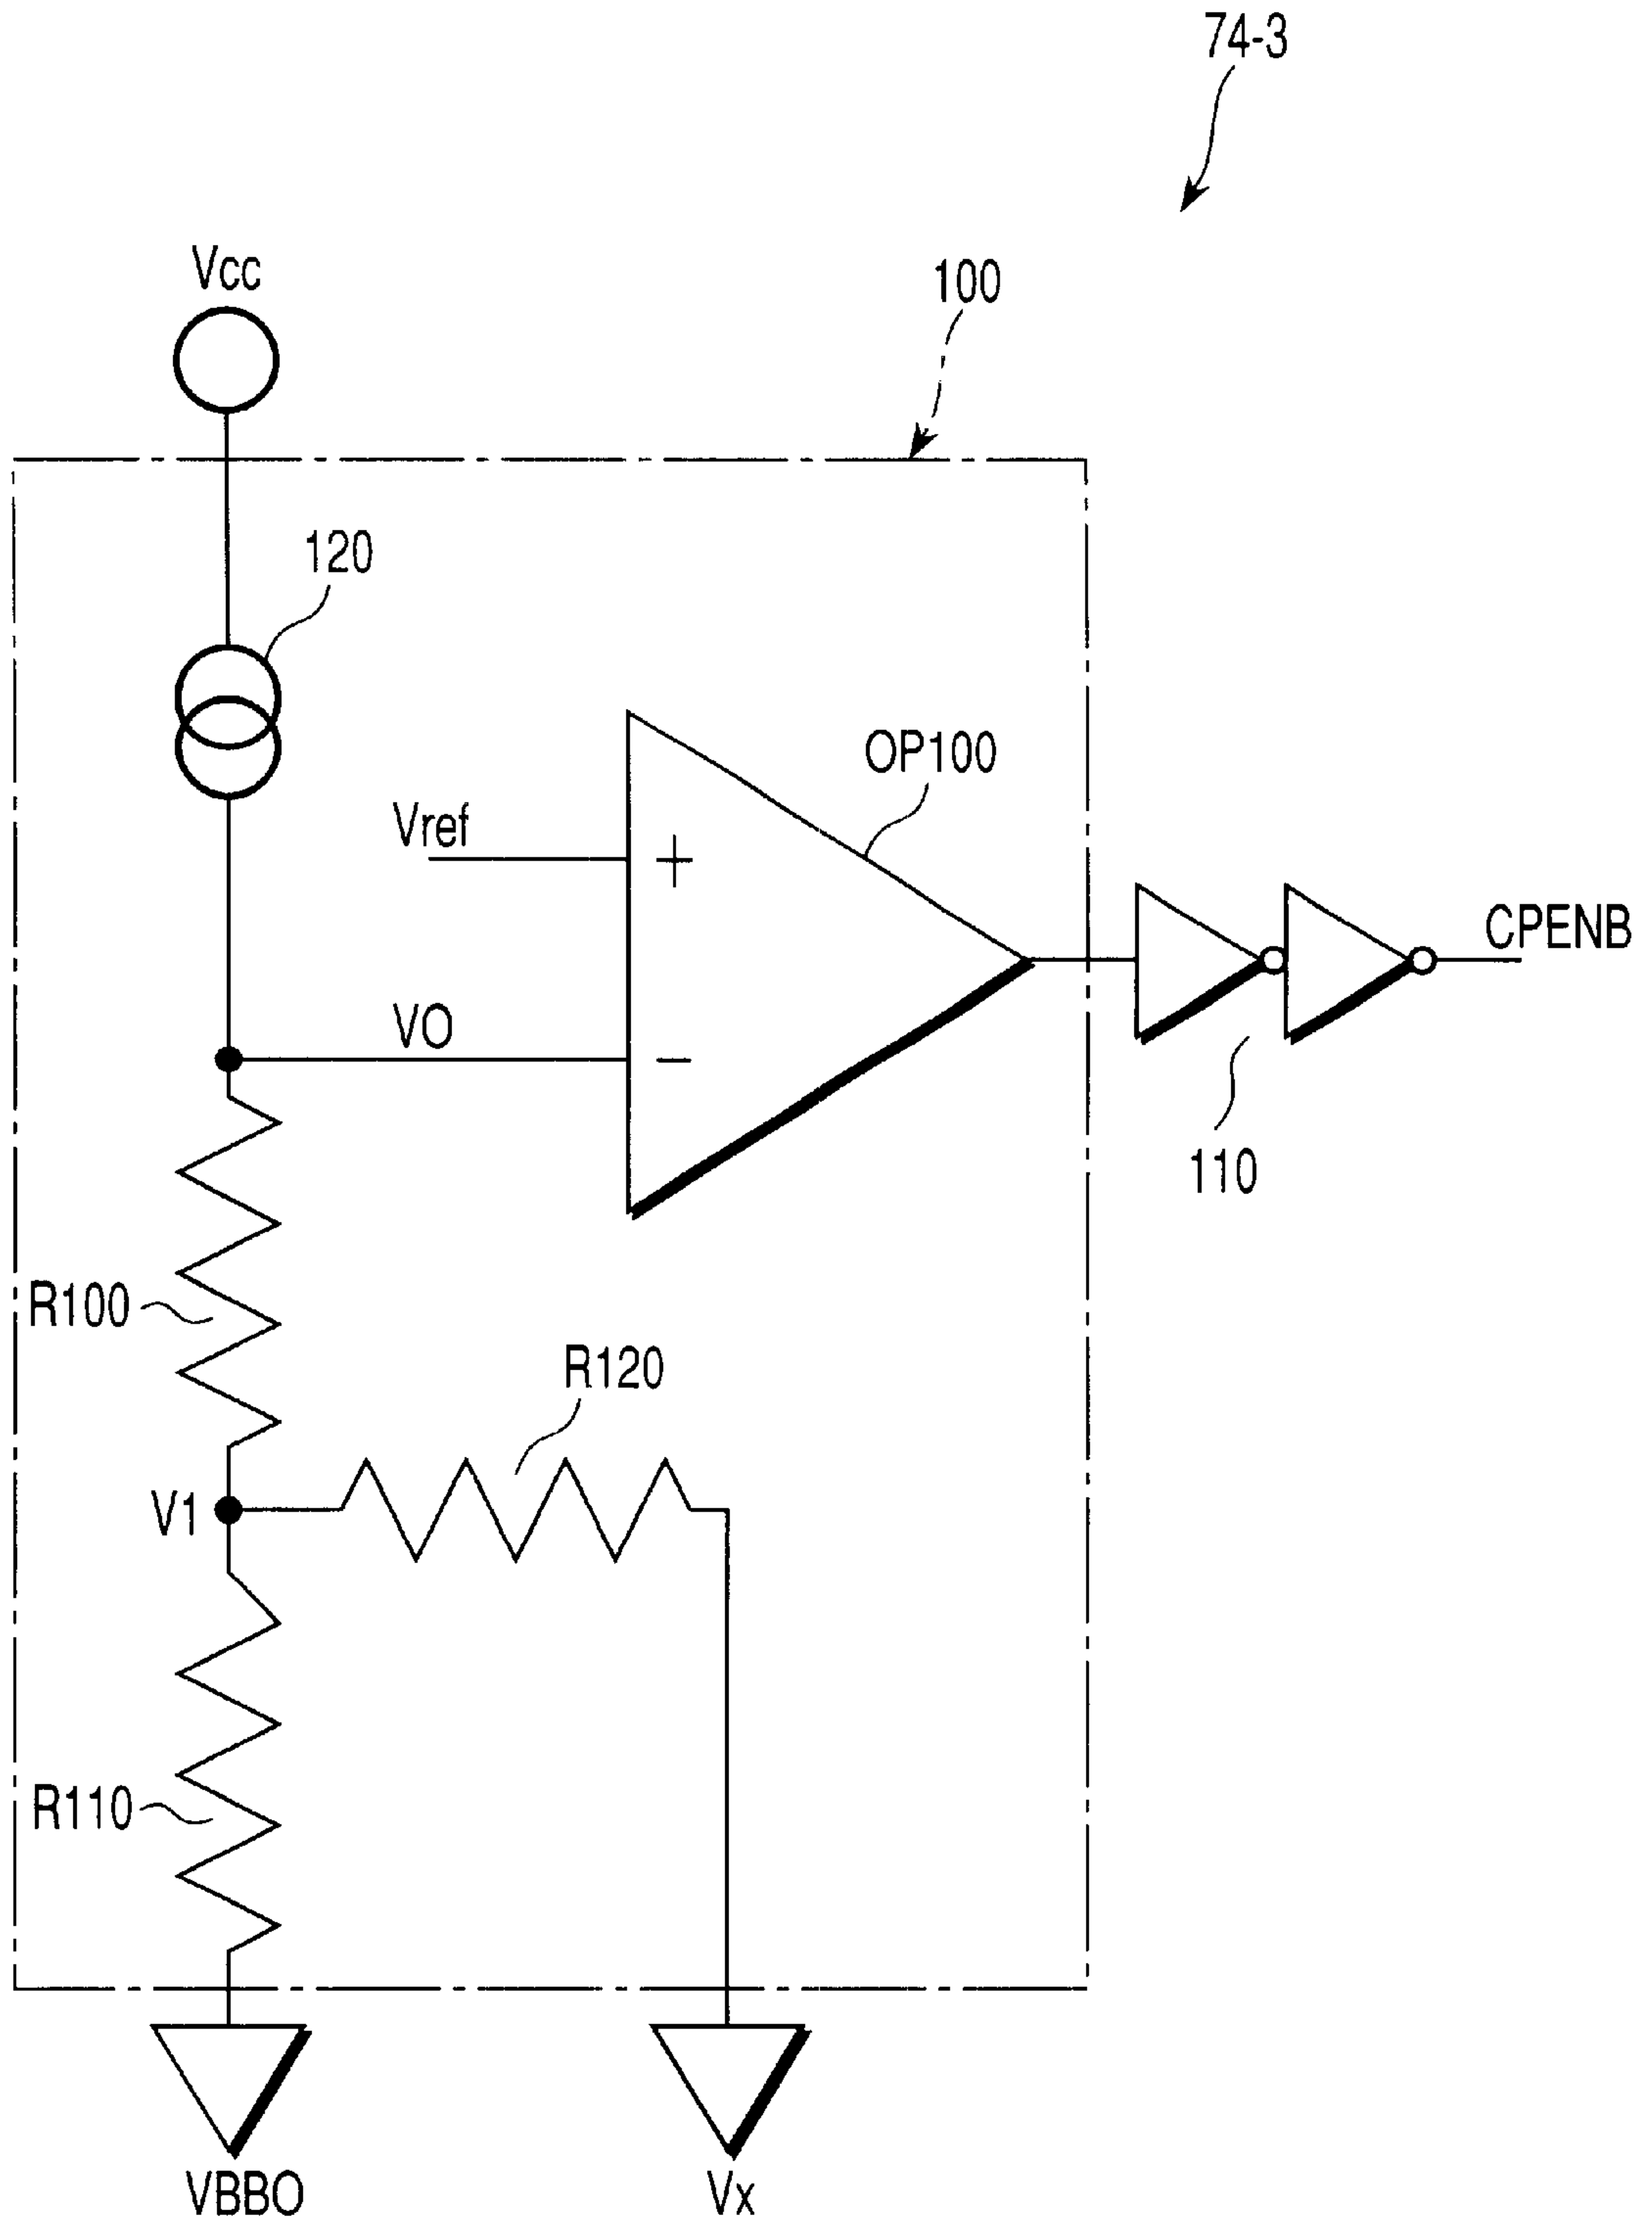 74-3
Vcc
100
120
OP100
Vref
+
CPENB
VO
−
110
R100
R120
V1
R110
VBBO
Vx